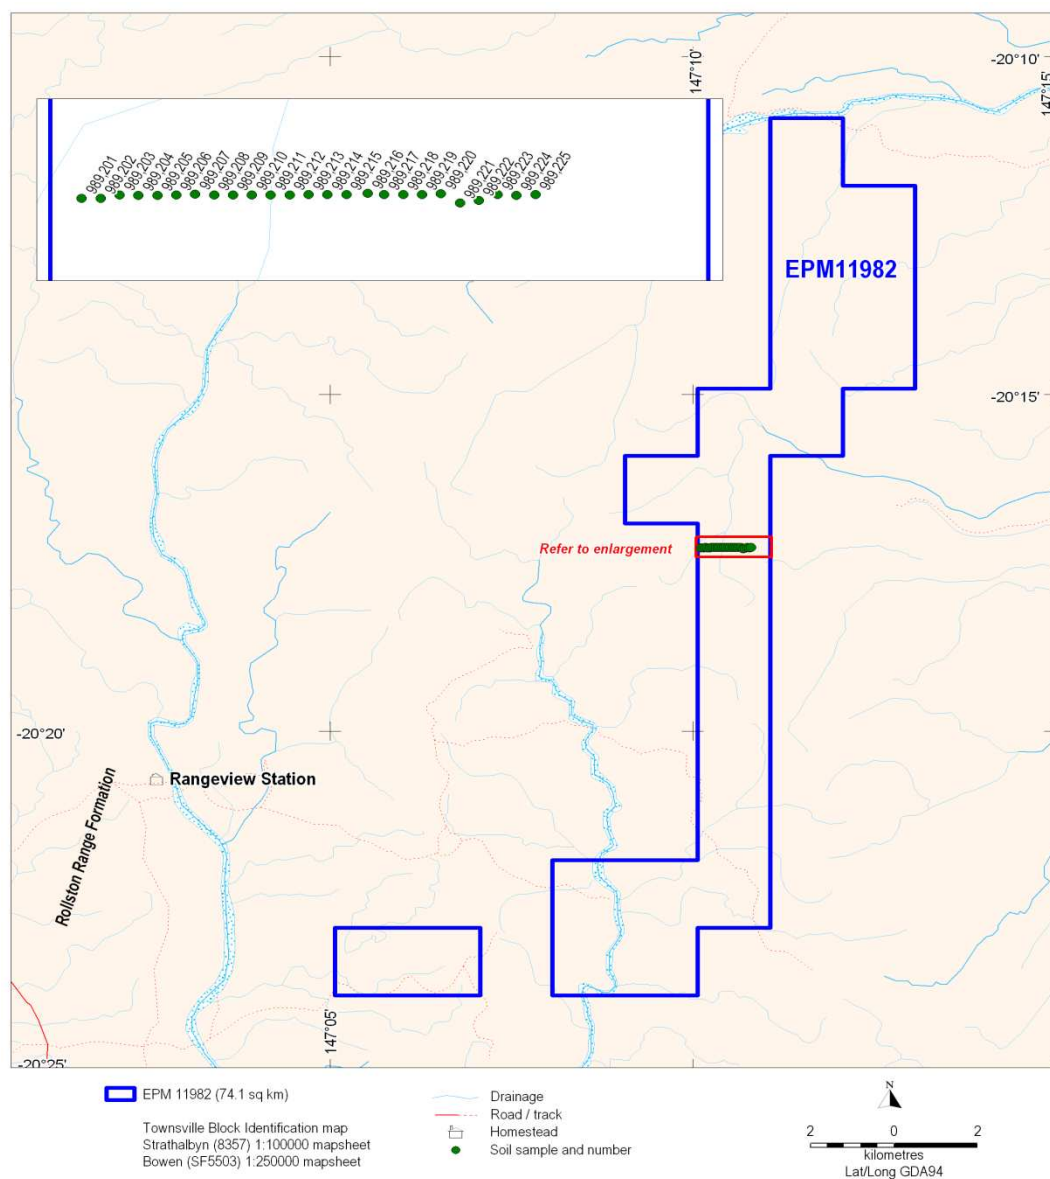 147°10'
-20°10'
147°15'
989.201
989.202
989.203
989.204
989.205
989.206
989.207
989.208
989.209
989.210
989.211
989.212
989.213
989.214
989.215
989.216
989.217
989.218
989.219
989.220
989.221
989.222
989.223
989.224
989.225
EPM11982
-20°15'
Refer to enlargement
-20°20'
Rangeview Station
Rollston Range Formation
147°05'
-20°25'
EPM 11982 (74.1 sq km)
Townsville Block Identification map
Strathalbyn (8357) 1:100000 mapsheet
Bowen (SF5503) 1:250000 mapsheet
Drainage
Road / track
Homestead
Soil sample and number
N
2 0 2
kilometres
Lat/Long GDA94